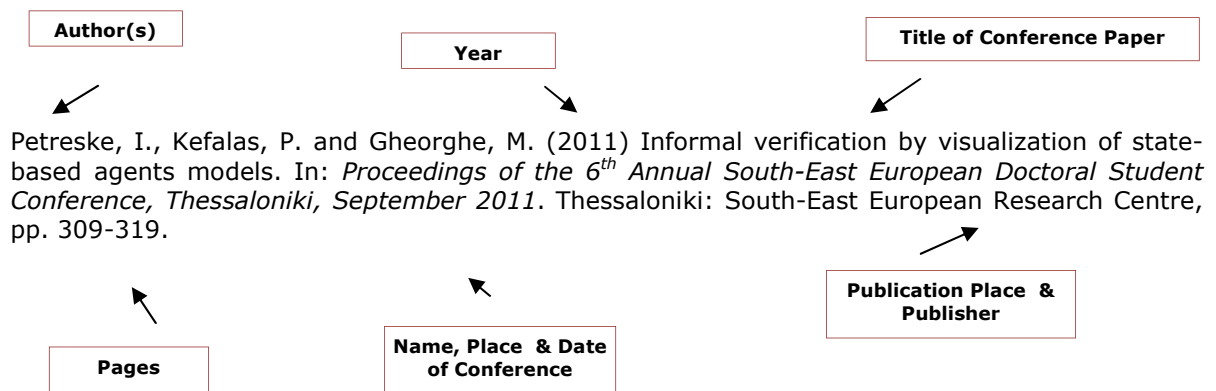 Author(s)
Year
Title of Conference Paper
Petreske, I., Kefalas, P. and Gheorghe, M. (2011) Informal verification by visualization of state-
based agents models. In: Proceedings of the 6th Annual South-East European Doctoral Student
Conference, Thessaloniki, September 2011. Thessaloniki: South-East European Research Centre,
pp. 309-319.
Publication Place & 
Publisher
Name, Place & Date
of Conference
Pages